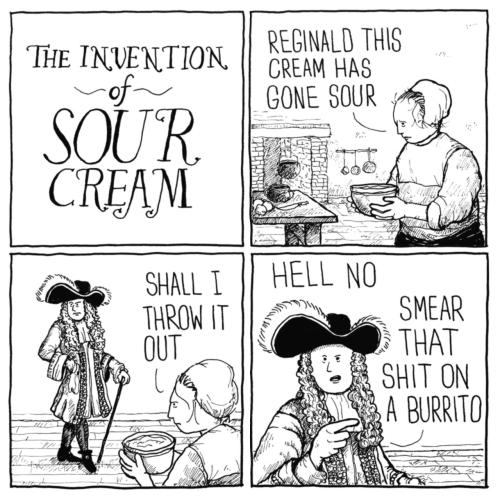 THE INVENTION
of
SOUR
CREAM
REGINALD THIS
CREAM HAS
GONE SOUR
SHALL I
THROW IT
OUT
HELL NO
SMEAR
THAT
SHIT ON
A BURRITO